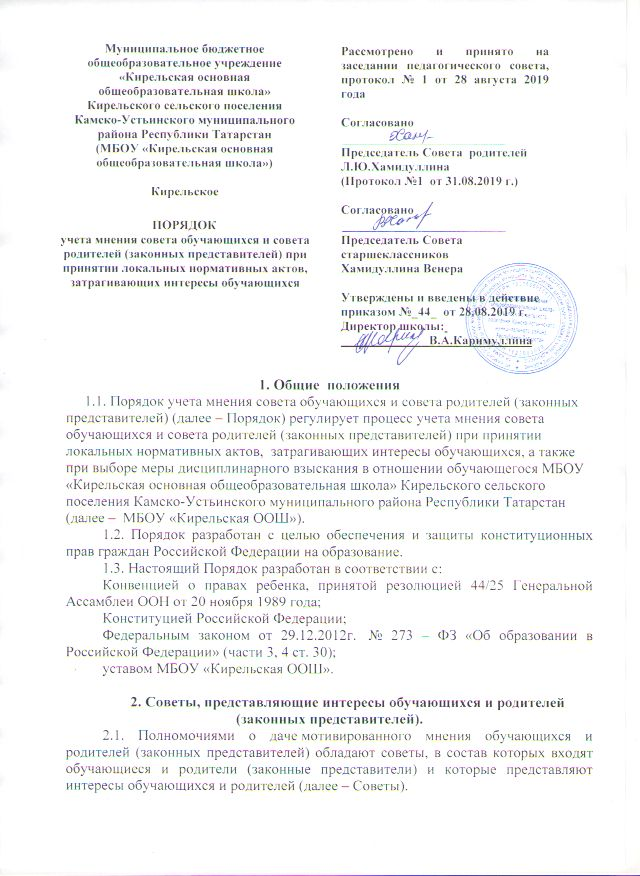 Муниципальное бюджетное
общеобразовательное учреждение
«Кирельская основная
общеобразовательная школа»
Кирельского сельского поселения
Камско-Устьинского муниципального
района Республики Татарстан
(МБОУ «Кирельская основная
общеобразовательная школа»)
Кирельское
ПОРЯДОК
учета мнения совета обучающихся и совета
родителей (законных представителей) при
принятии локальных нормативных актов,
затрагивающих интересы обучающихся
Рассмотрено и принято на
заседании педагогического совета,
протокол № 1 от 28 августа 2019
года
Согласовано
Председатель Совета родителей
Л.Ю.Хамидуллина
(Протокол №1 от 31.08.2019 г.)
Согласовано
Председатель Совета
старшеклассников
Хамидуллина Венера
Утверждены и введены в действие
приказом №_44_ от 28.08.2019 г.
Директор школы:
В.А.Каримуллина
1. Общие положения
1.1. Порядок учета мнения совета обучающихся и совета родителей (законных
представителей) (далее – Порядок) регулирует процесс учета мнения совета
обучающихся и совета родителей (законных представителей) при принятии
локальных нормативных актов, затрагивающих интересы обучающихся, а также
при выборе меры дисциплинарного взыскания в отношении обучающегося МБОУ
«Кирельская основная общеобразовательная школа» Кирельского сельского
поселения Камско-Устьинского муниципального района Республики Татарстан
(далее – МБОУ «Кирельская ООШ»).
1.2. Порядок разработан с целью обеспечения и защиты конституционных
прав граждан Российской Федерации на образование.
1.3. Настоящий Порядок разработан в соответствии с:
Конвенцией о правах ребенка, принятой резолюцией 44/25 Генеральной
Ассамблеи ООН от 20 ноября 1989 года;
Конституцией Российской Федерации;
Федеральным законом от 29.12.2012г. № 273 – ФЗ «Об образовании в
Российской Федерации» (части 3, 4 ст. 30);
уставом МБОУ «Кирельская ООШ».
2. Советы, представляющие интересы обучающихся и родителей
(законных представителей).
2.1. Полномочиями о даче мотивированного мнения обучающихся и
родителей (законных представителей) обладают советы, в состав которых входят
обучающиеся и родители (законные представители) и которые представляют
интересы обучающихся и родителей (далее – Советы).